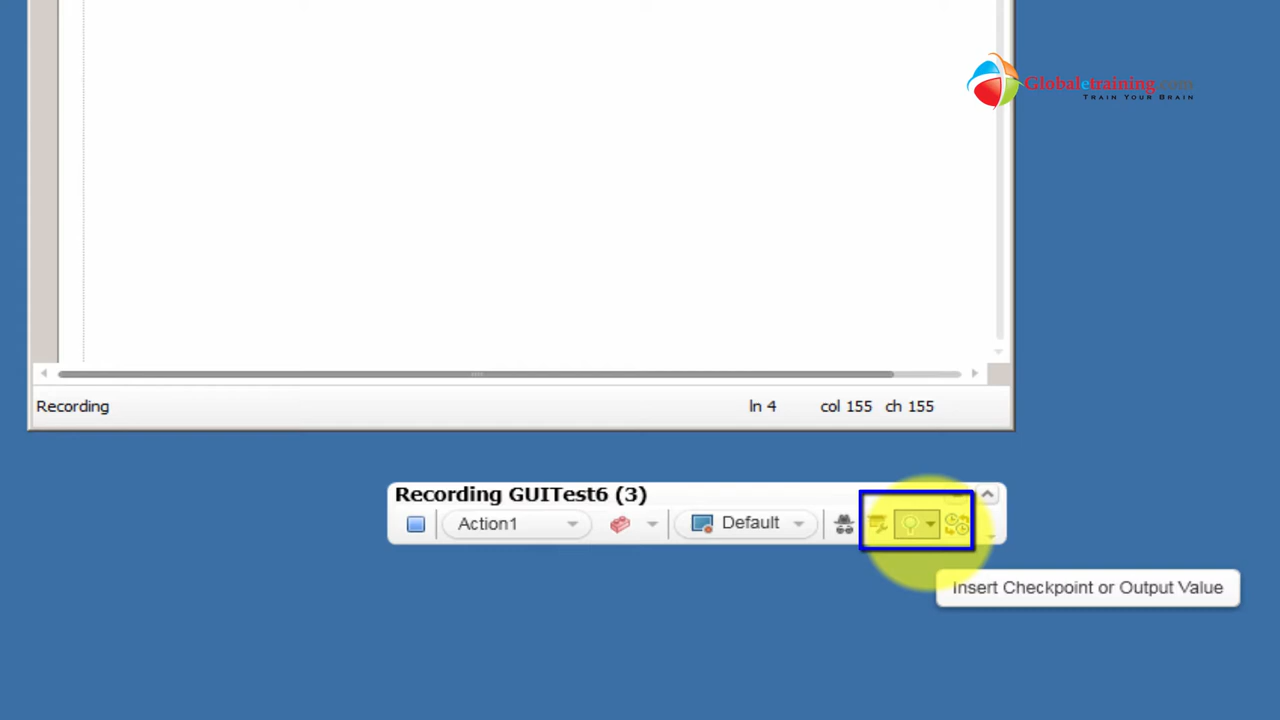 Globaletraining.com
TRAIN YOUR BRAIN
Recording
ln 4
col 155
ch 155
Recording GUITest6 (3)
Action1
Default
Insert Checkpoint or Output Value